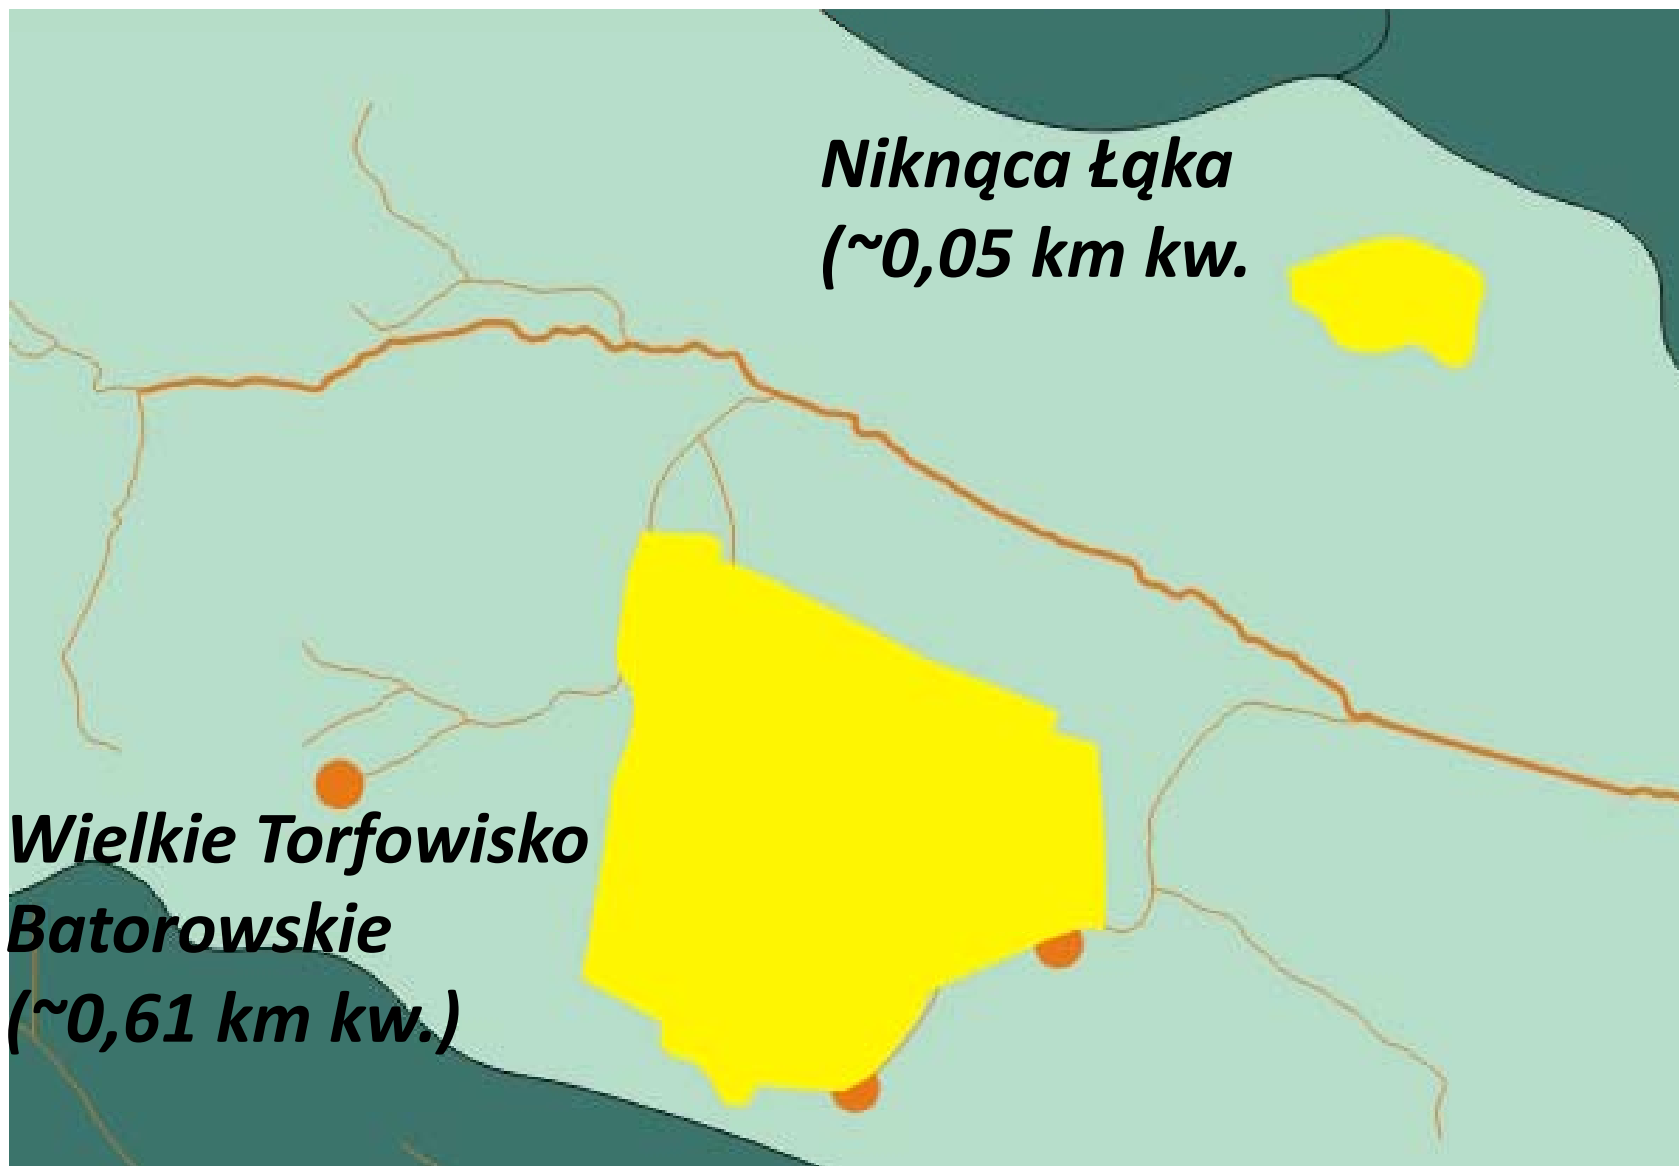 Niknąca Łąka
(~0,05 km kw.
Wielkie Torfowisko
Batorowskie
(~0,61 km kw.)